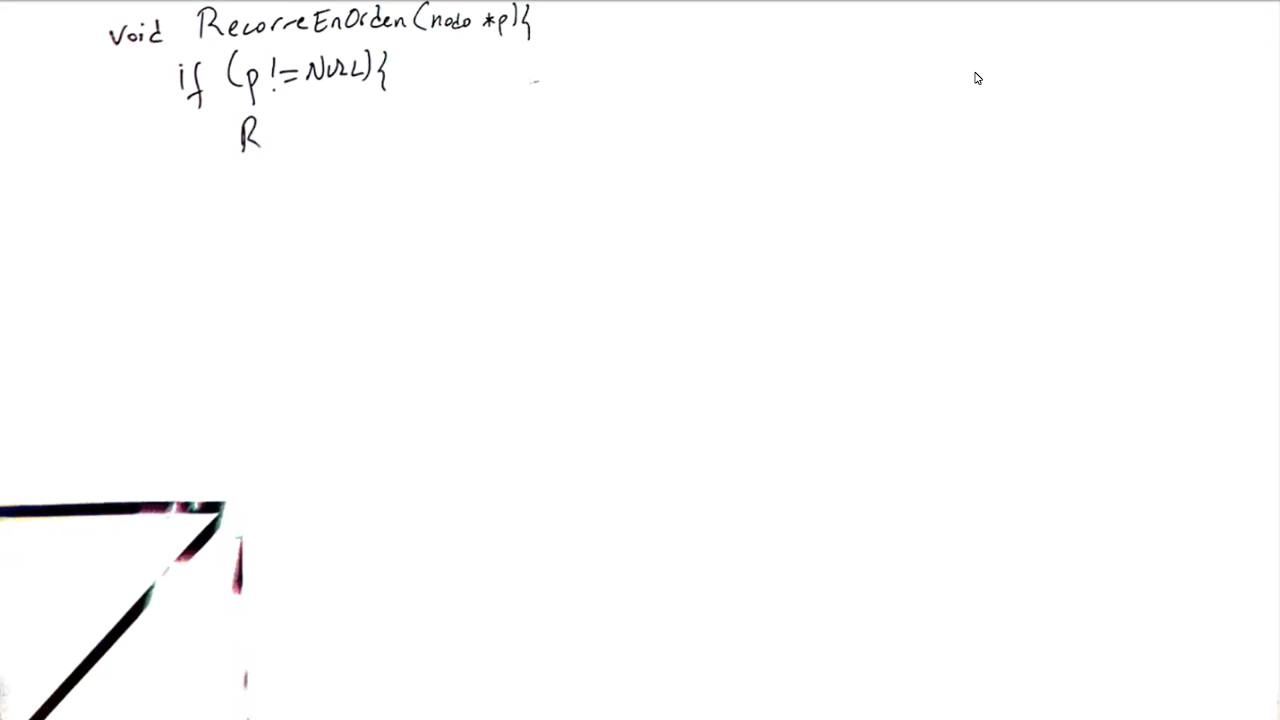 void RecorreEnOrden(nodo *p){
if (p != NULL){
R